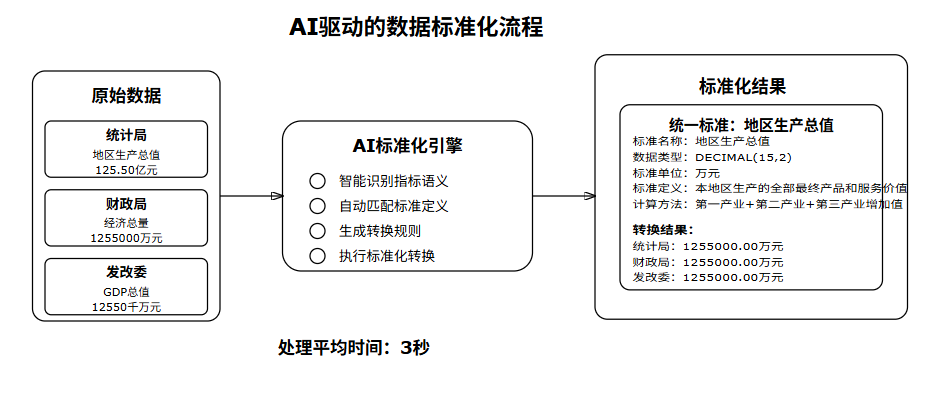 AI驱动的数据标准化流程
原始数据
统计局
地区生产总值
125.50亿元
财政局
经济总量
1255000万元
发改委
GDP总值
12550千万元
AI标准化引擎
智能识别指标语义
自动匹配标准定义
生成转换规则
执行标准化转换
标准化结果
统一标准：地区生产总值
标准名称：地区生产总值
数据类型：DECIMAL(15,2)
标准单位：万元
标准定义：本地区生产的全部最终产品和服务价值
计算方法：第一产业+第二产业+第三产业增加值
转换结果：
统计局：1255000.00万元
财政局：1255000.00万元
发改委：1255000.00万元
处理平均时间：3秒